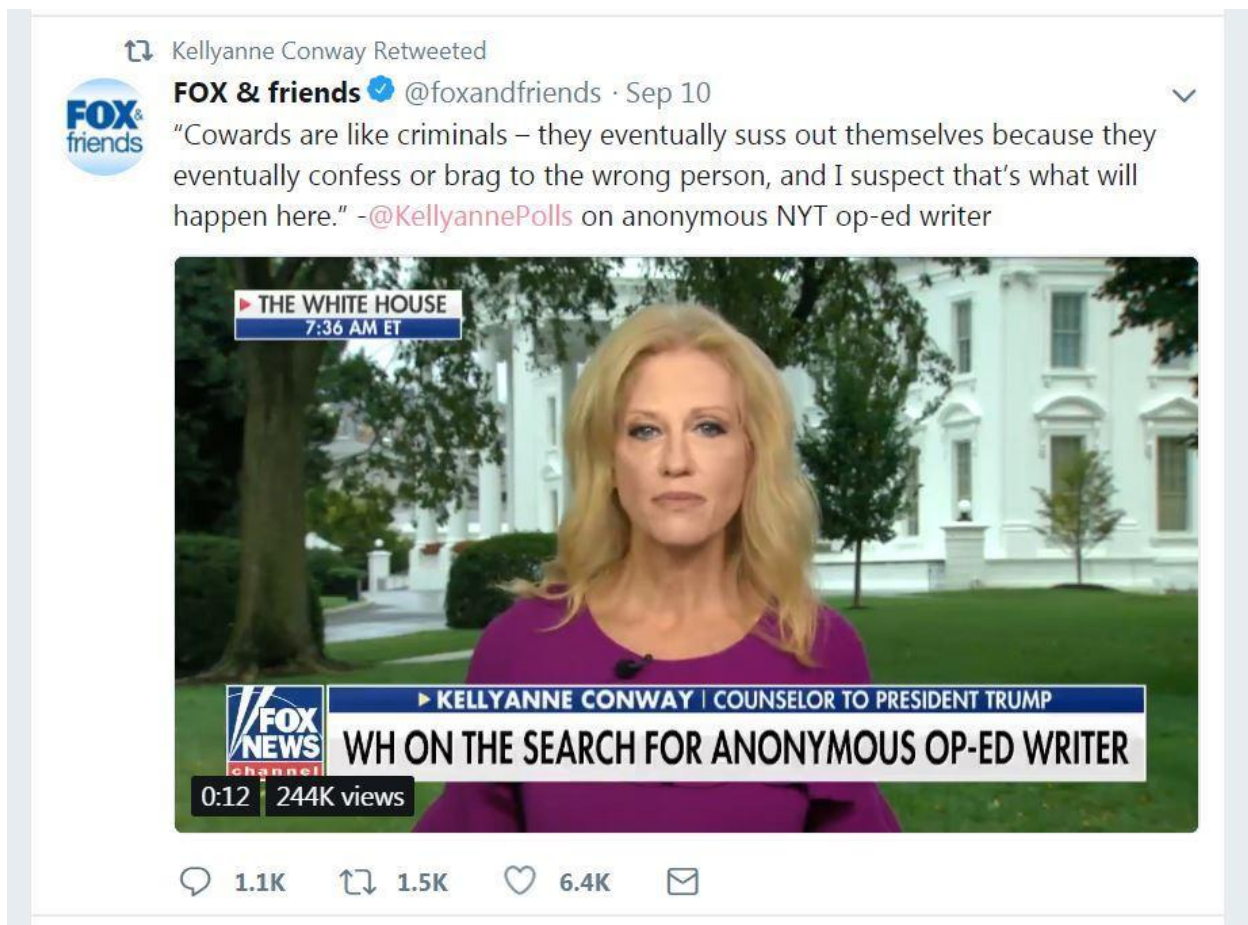 Kellyanne Conway Retweeted
FOX & friends @foxandfriends · Sep 10
FOX&
friends
“Cowards are like criminals – they eventually suss out themselves because they
eventually confess or brag to the wrong person, and I suspect that’s what will
happen here.” -@KellyannePolls on anonymous NYT op-ed writer
THE WHITE HOUSE
7:36 AM ET
KELLYANNE CONWAY | COUNSELOR TO PRESIDENT TRUMP
FOX
NEWS
channel
WH ON THE SEARCH FOR ANONYMOUS OP-ED WRITER
0:12 244K views
1.1K 1.5K 6.4K